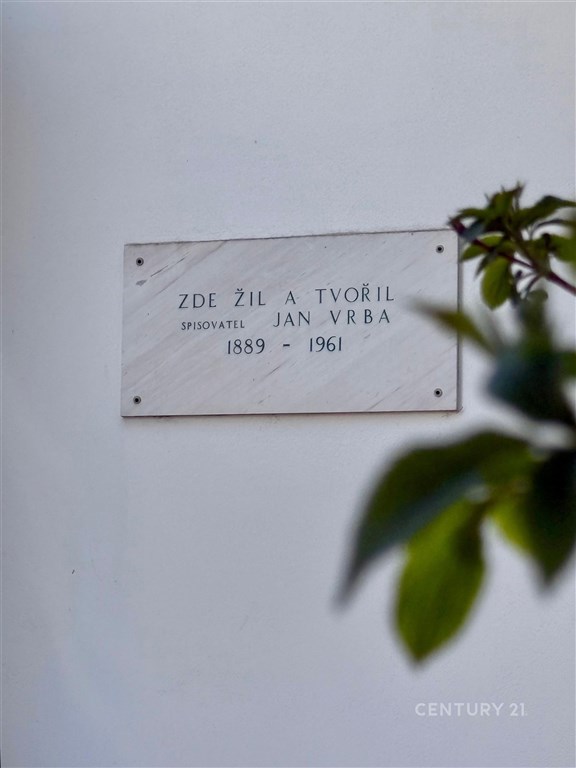 ZDE ŽIL A TVOŘIL
SPISOVATEL JAN VRBA
1889 - 1961
CENTURY 21